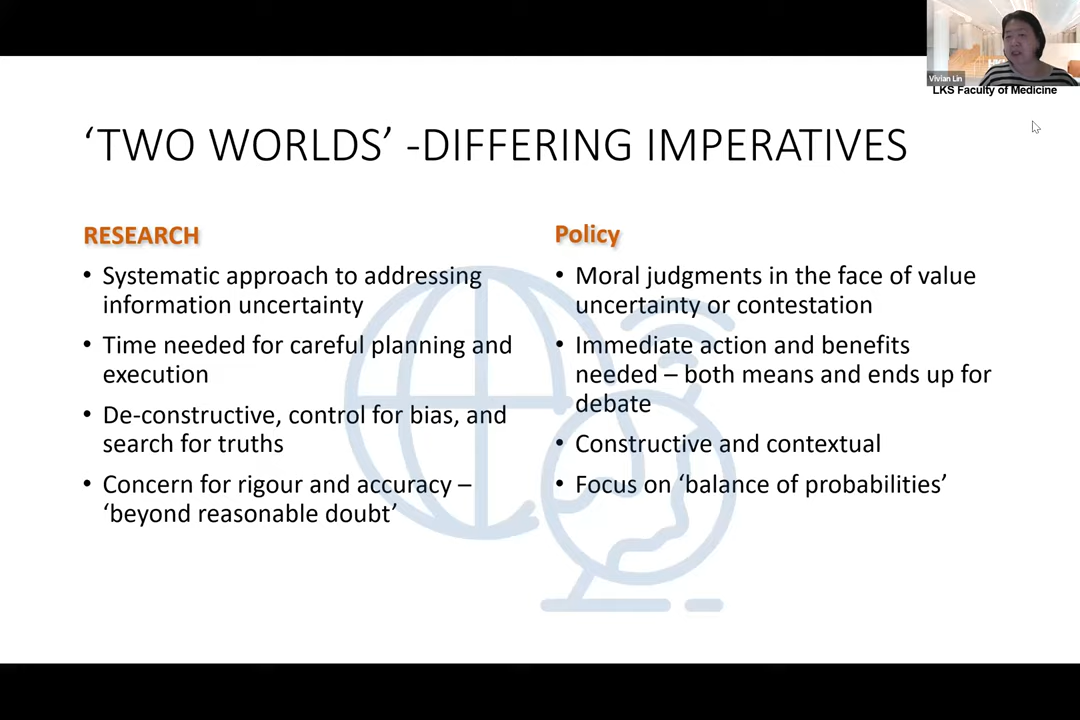 Vivian Lin
LKS Faculty of Medicine
‘TWO WORLDS’ -DIFFERING IMPERATIVES
RESEARCH
• Systematic approach to addressing
information uncertainty
• Time needed for careful planning and
execution
• De-constructive, control for bias, and
search for truths
• Concern for rigour and accuracy –
‘beyond reasonable doubt’
Policy
• Moral judgments in the face of value
uncertainty or contestation
• Immediate action and benefits
needed – both means and ends up for
debate
• Constructive and contextual
• Focus on ‘balance of probabilities’